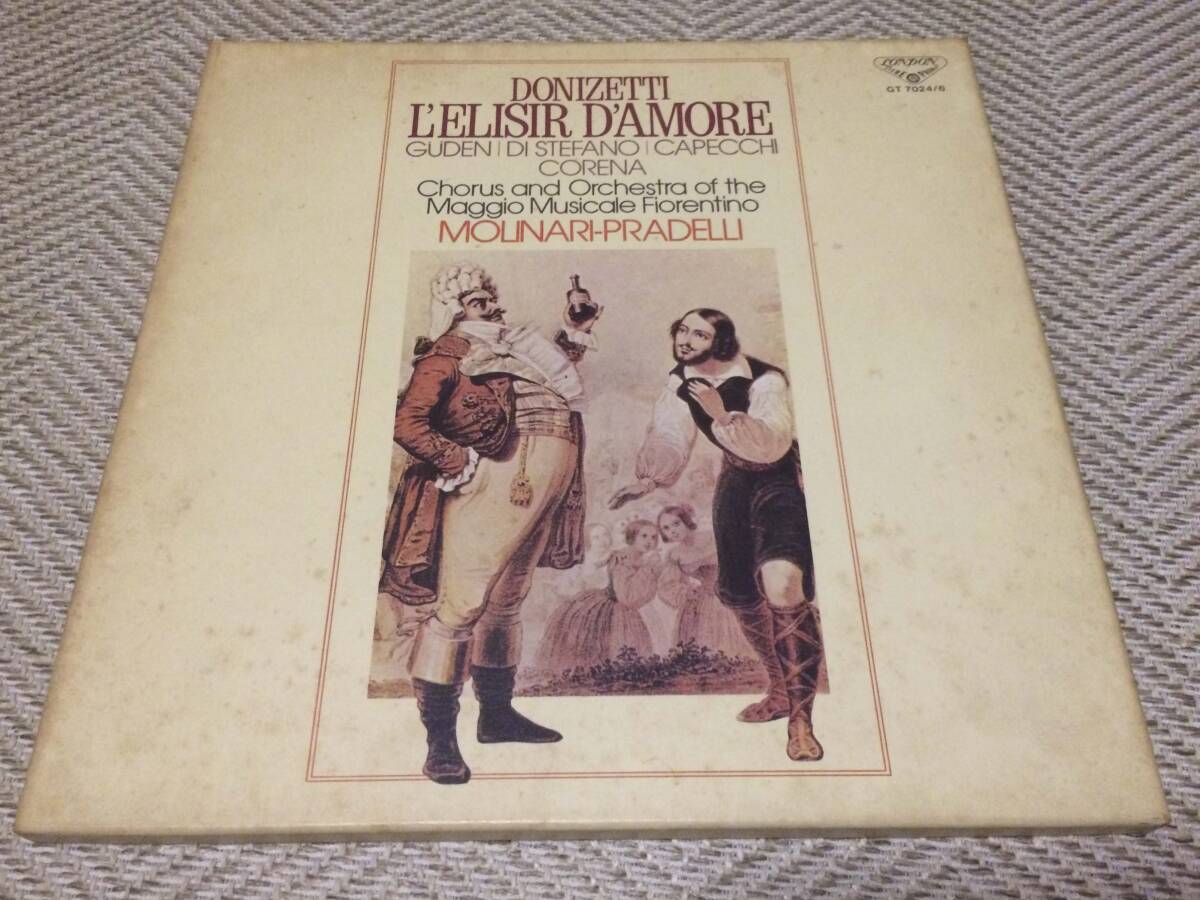 DONIZETTI
L'ELISIR D'AMORE
GUDEN | DI STEFANO | CAPECCHI
CORENA
Chorus and Orchestra of the
Maggio Musicale Fiorentino
MOLINARI-PRADELLI
LONDON
GT 7024/5